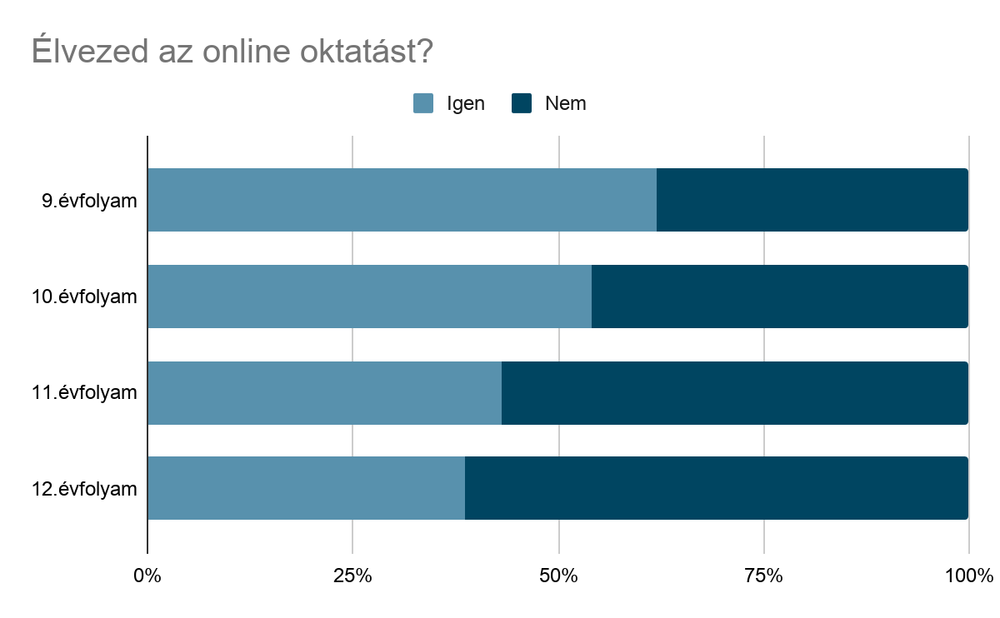 Élvezed az online oktatást?
Igen Nem
9.évfolyam
10.évfolyam
11.évfolyam
12.évfolyam
0% 25% 50% 75% 100%